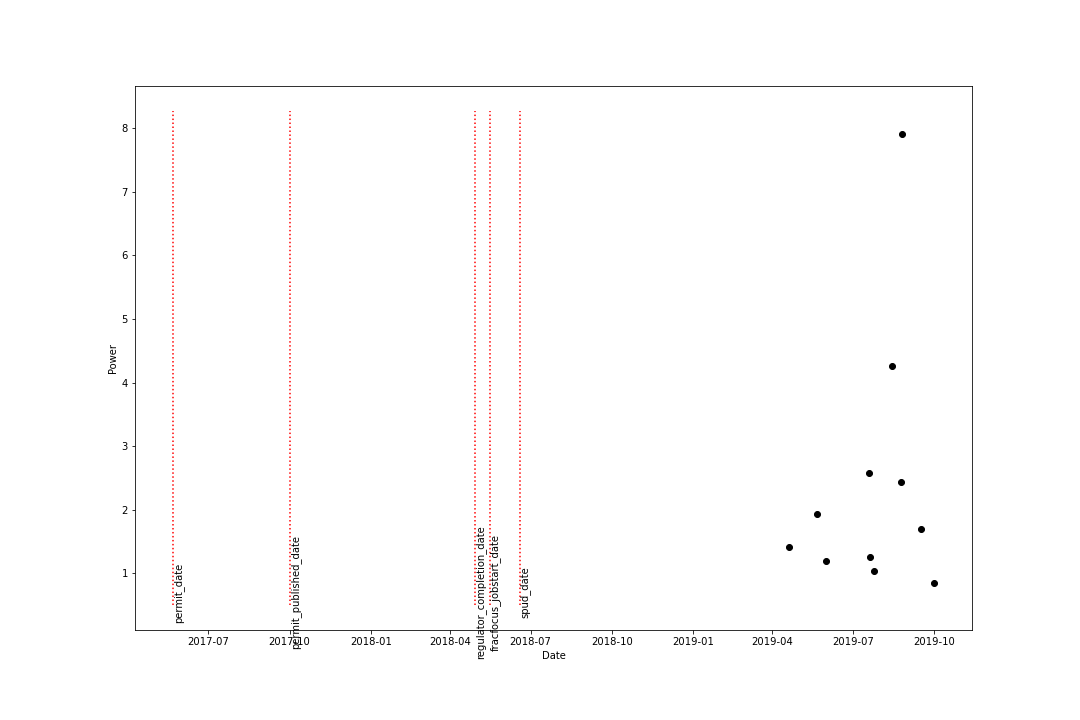 8
7
6
5
4
3
2
1
Power
permit_date
permit_published_date
regulator_completion_date
fracfocus_jobstart_date
spud_date
2017-07
2017-10
2018-01
2018-04
2018-07
2018-10
2019-01
2019-04
2019-07
2019-10
Date